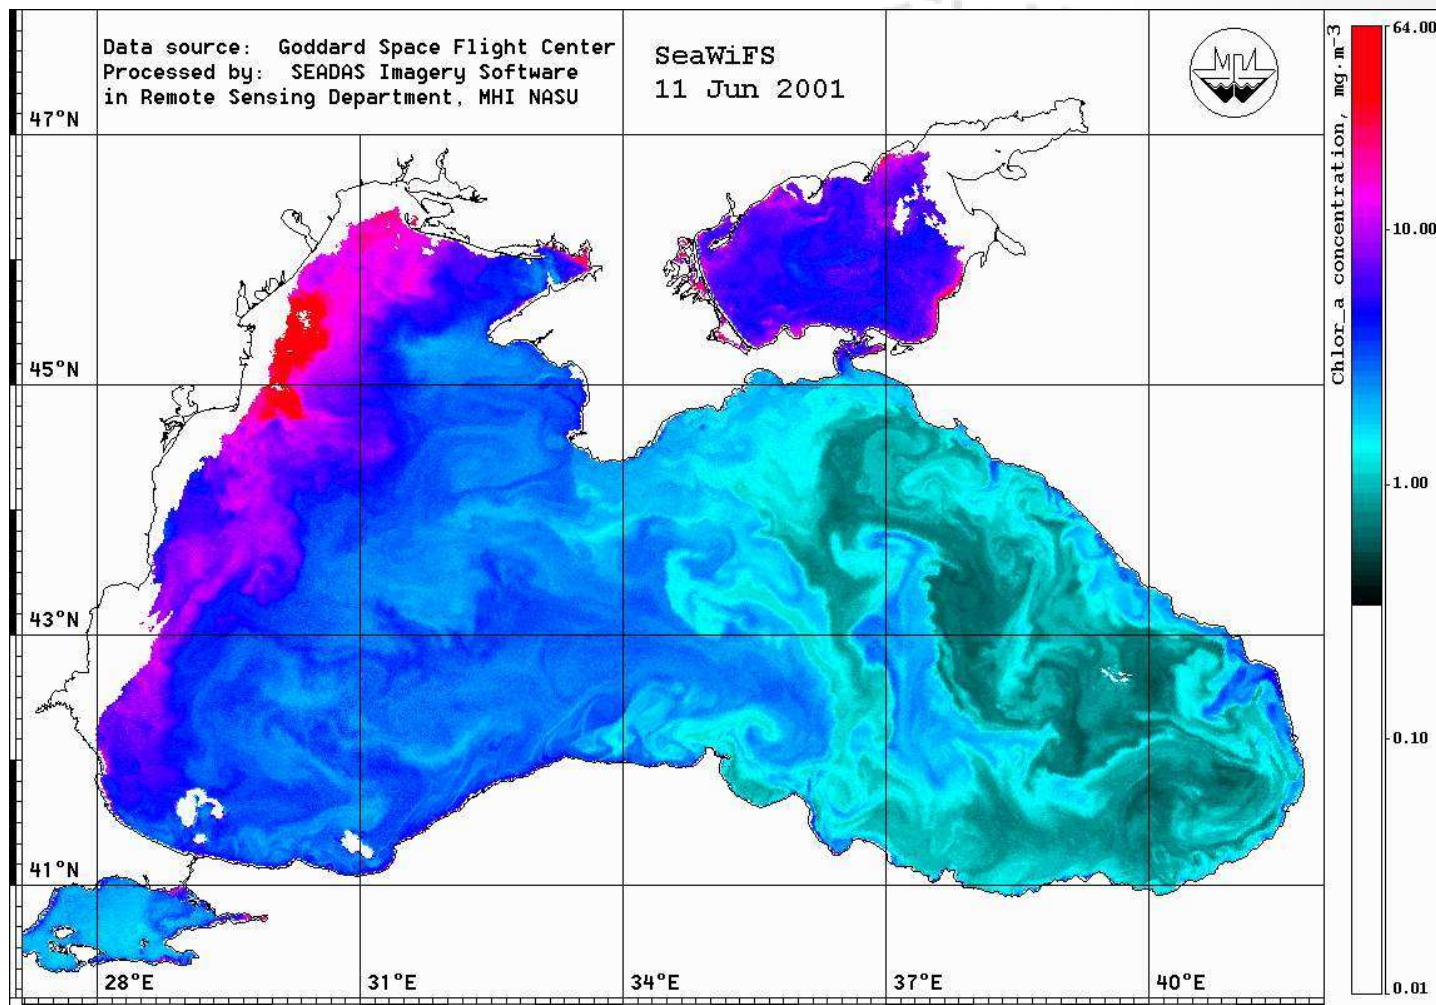 Data source: Goddard Space Flight Center
Processed by: SEADAS Imagery Software
in Remote Sensing Department, MHI NASU
SeaWiFS
11 Jun 2001
Chlor_a concentration, mg·m-3
64.00
10.00
1.00
0.10
0.01
47°N
45°N
43°N
41°N
28°E
31°E
34°E
37°E
40°E